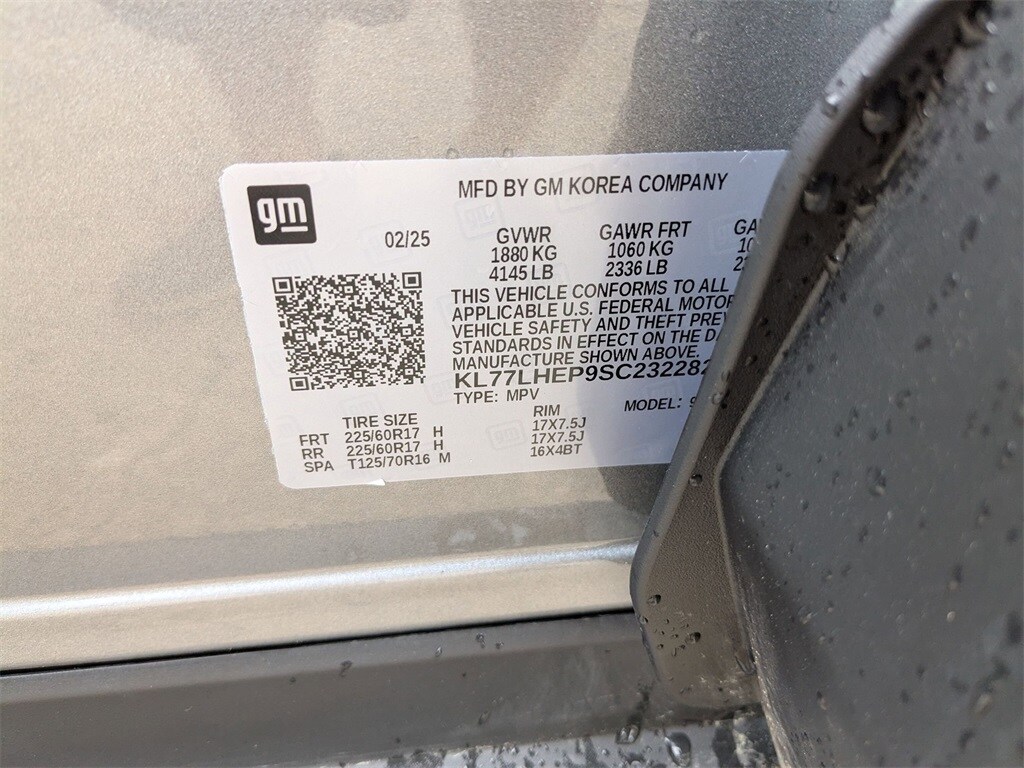 gm
MFD BY GM KOREA COMPANY
02/25
GVWR GAWR FRT
1880 KG 1060 KG
4145 LB 2336 LB
THIS VEHICLE CONFORMS TO ALL
APPLICABLE U.S. FEDERAL MOTOR
VEHICLE SAFETY AND THEFT
STANDARDS IN EFFECT ON THE
MANUFACTURE SHOWN ABOVE.
KL77LHEP9SC232282
TYPE: MPV MODEL: 9
TIRE SIZE RIM
FRT 225/60R17 H 17X7.5J
RR 225/60R17 H 17X7.5J
SPA T125/70R16 M 16X4BT